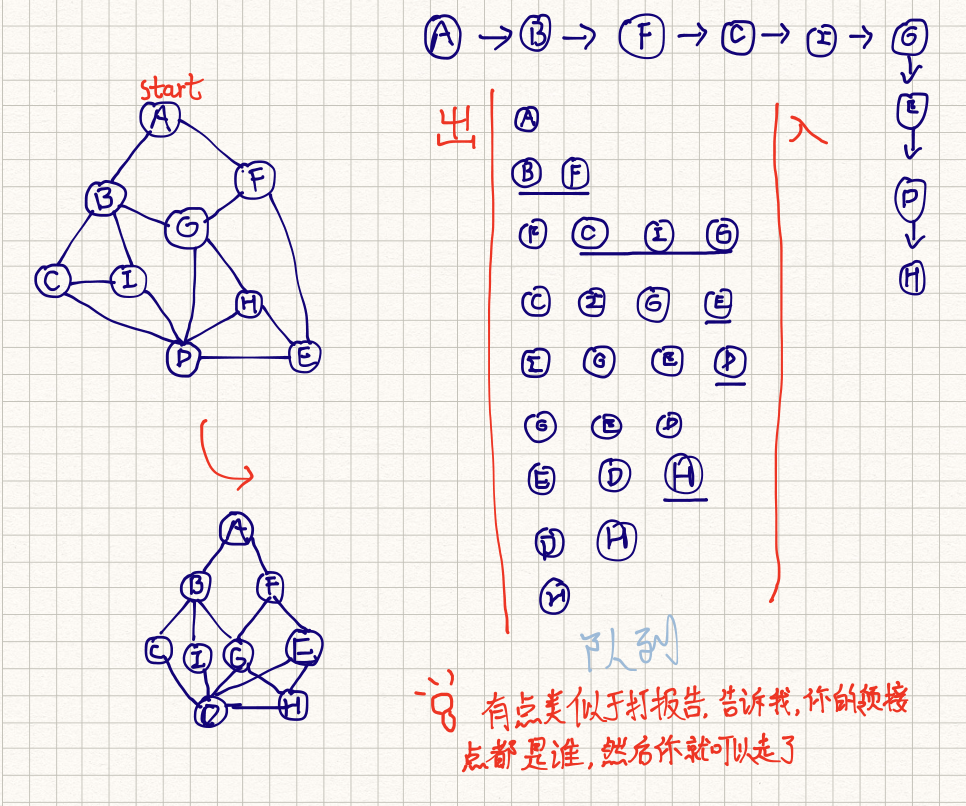 A → B → F → C → I → G
→ E
→ D
→ H
start
A
B F
G
C I H
D E
出 入
A
B F
F C I G
C I G E
I G E D
G E D
E D H
D H
H
A
B F
C I G E
D H
队列
有点类似于打报告,告诉我,你的领接
点都是谁,然后你就可以走了